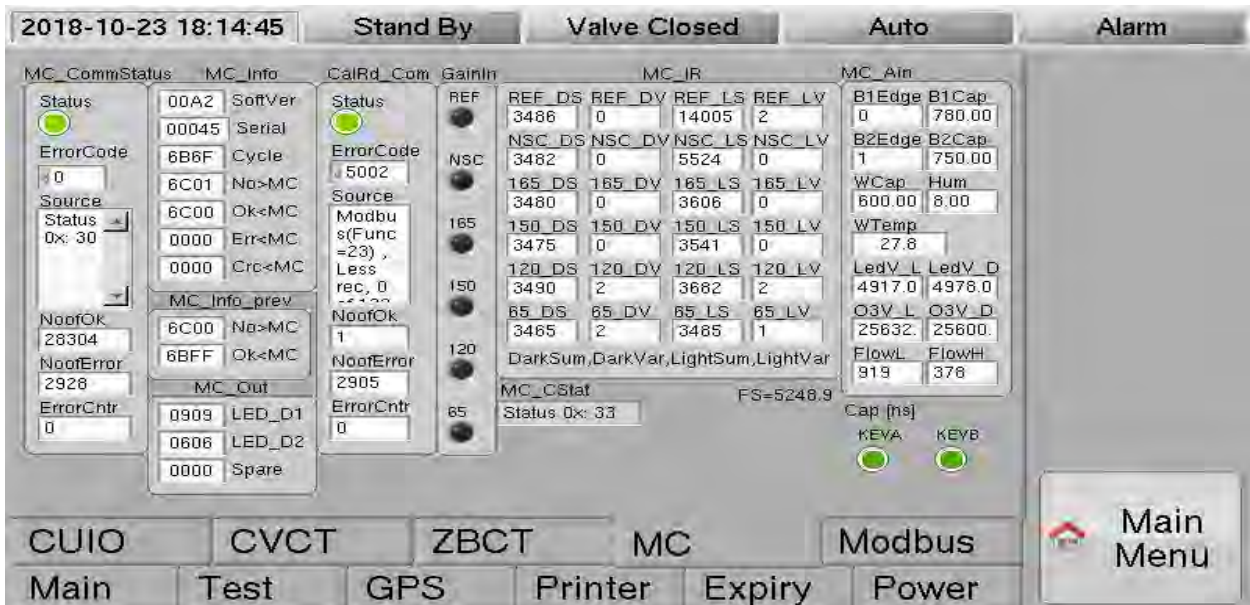 2018-10-23 18:14:45 Stand By Valve Closed Auto Alarm
MC_CommStatus MC_Info CalRd_Com GainIn MC_IR MC_Ain
Status
ErrorCode
0
Source
Status
0x: 30
NoofOk
28304
NoofError
2928
ErrorCntr
0
00A2 SoftVer
00045 Serial
6B6F Cycle
6C01 No>MC
6C00 Ok<MC
0000 Err<MC
0000 Crc<MC
MC_Info_prev
6C00 No>MC
6BFF Ok<MC
MC_Out
0909 LED_D1
0606 LED_D2
0000 Spare
Status
ErrorCode
5002
Source
Modbu
s(Func
=23) ,
Less
rec, 0
NoofOk
1
NoofError
2905
ErrorCntr
0
REF
NSC
165
150
120
65
REF_DS REF_DV REF_LS REF_LV
3486 0 14005 2
NSC_DS NSC_DV NSC_LS NSC_LV
3482 0 5524 0
165_DS 165_DV 165_LS 165_LV
3480 0 3606 0
150_DS 150_DV 150_LS 150_LV
3475 0 3541 0
120_DS 120_DV 120_LS 120_LV
3490 2 3682 2
65_DS 65_DV 65_LS 65_LV
3465 2 3485 1
DarkSum,DarkVar,LightSum,LightVar
MC_CStat FS=5248.9
Status 0x: 33
B1Edge B1Cap
0 780.00
B2Edge B2Cap
1 750.00
WCap Hum
600.00 8.00
WTemp
27.8
LedV_L LedV_D
4917.0 4978.0
O3V_L O3V_D
25632. 25600.
FlowL FlowH
919 378
Cap [ns]
KEVA KEVB
CUIO CVCT ZBCT MC Modbus
Main Test GPS Printer Expiry Power
Main
Menu